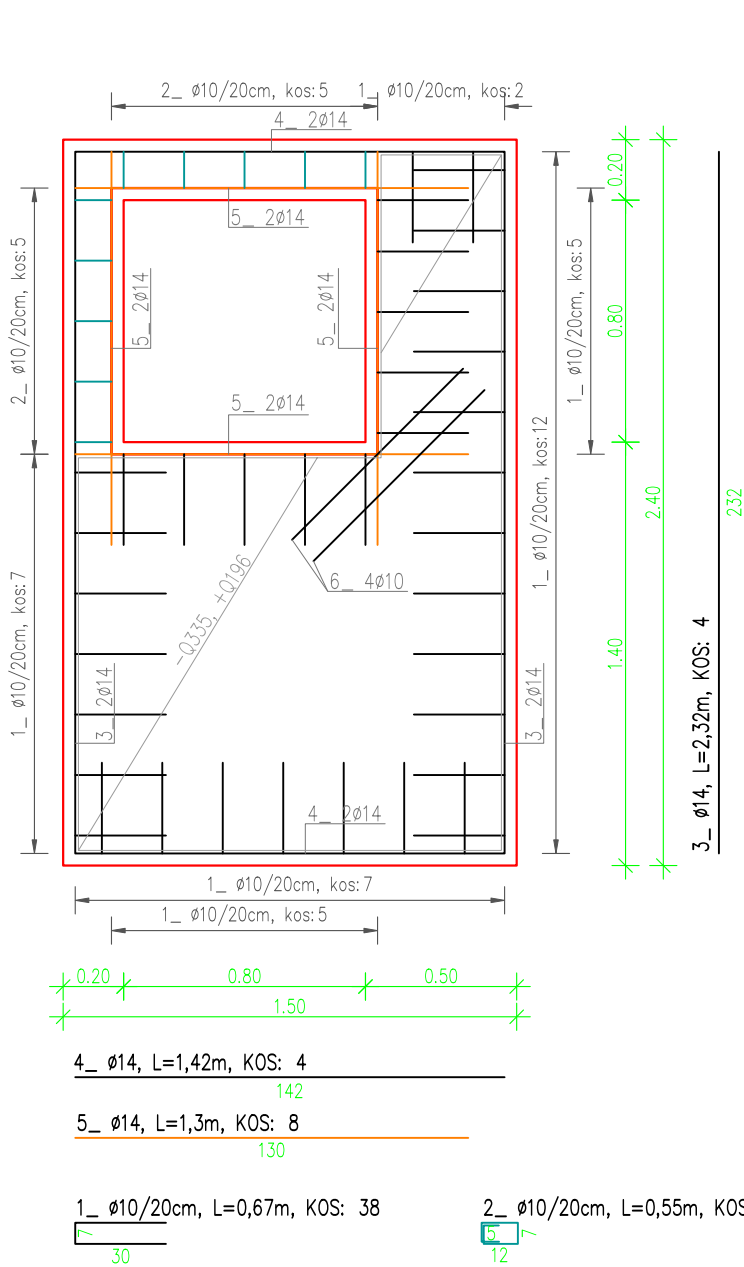 2_ ø10/20cm, kos:5
1_ ø10/20cm, kos:2
4_ 2ø14
5_ 2ø14
5_ 2ø14
5_ 2ø14
5_ 2ø14
2_ ø10/20cm, kos:5
1_ ø10/20cm, kos:7
1_ ø10/20cm, kos:12
1_ ø10/20cm, kos:5
0.20
0.80
1.40
2.40
232
3_ ø14, L=2,32m, KOS: 4
-Q335, +Q196
6_ 4ø10
3_ 2ø14
3_ 2ø14
4_ 2ø14
1_ ø10/20cm, kos:7
1_ ø10/20cm, kos:5
0.20
0.80
0.50
1.50
4_ ø14, L=1,42m, KOS: 4
142
5_ ø14, L=1,3m, KOS: 8
130
1_ ø10/20cm, L=0,67m, KOS: 38
7
30
2_ ø10/20cm, L=0,55m, KOS
5
7
12